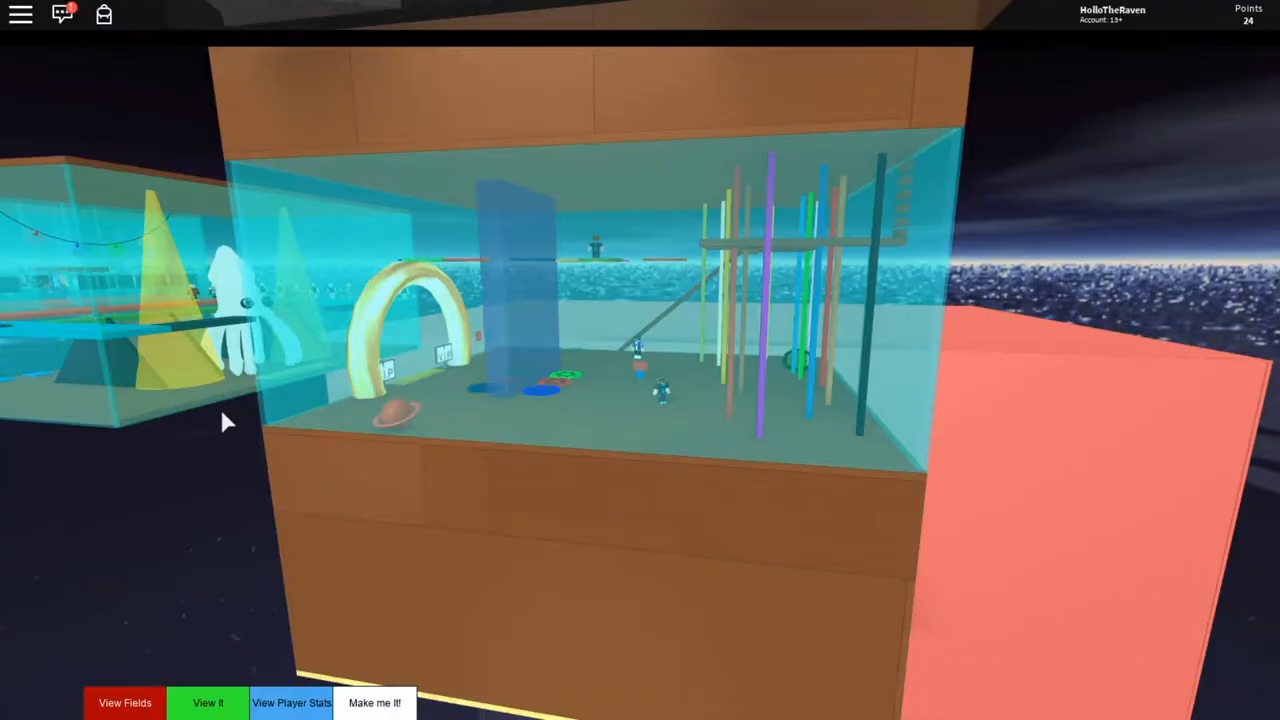 HolloTheRaven
Account: 13+
Points
24
View Fields
View It
View Player Stats
Make me It!